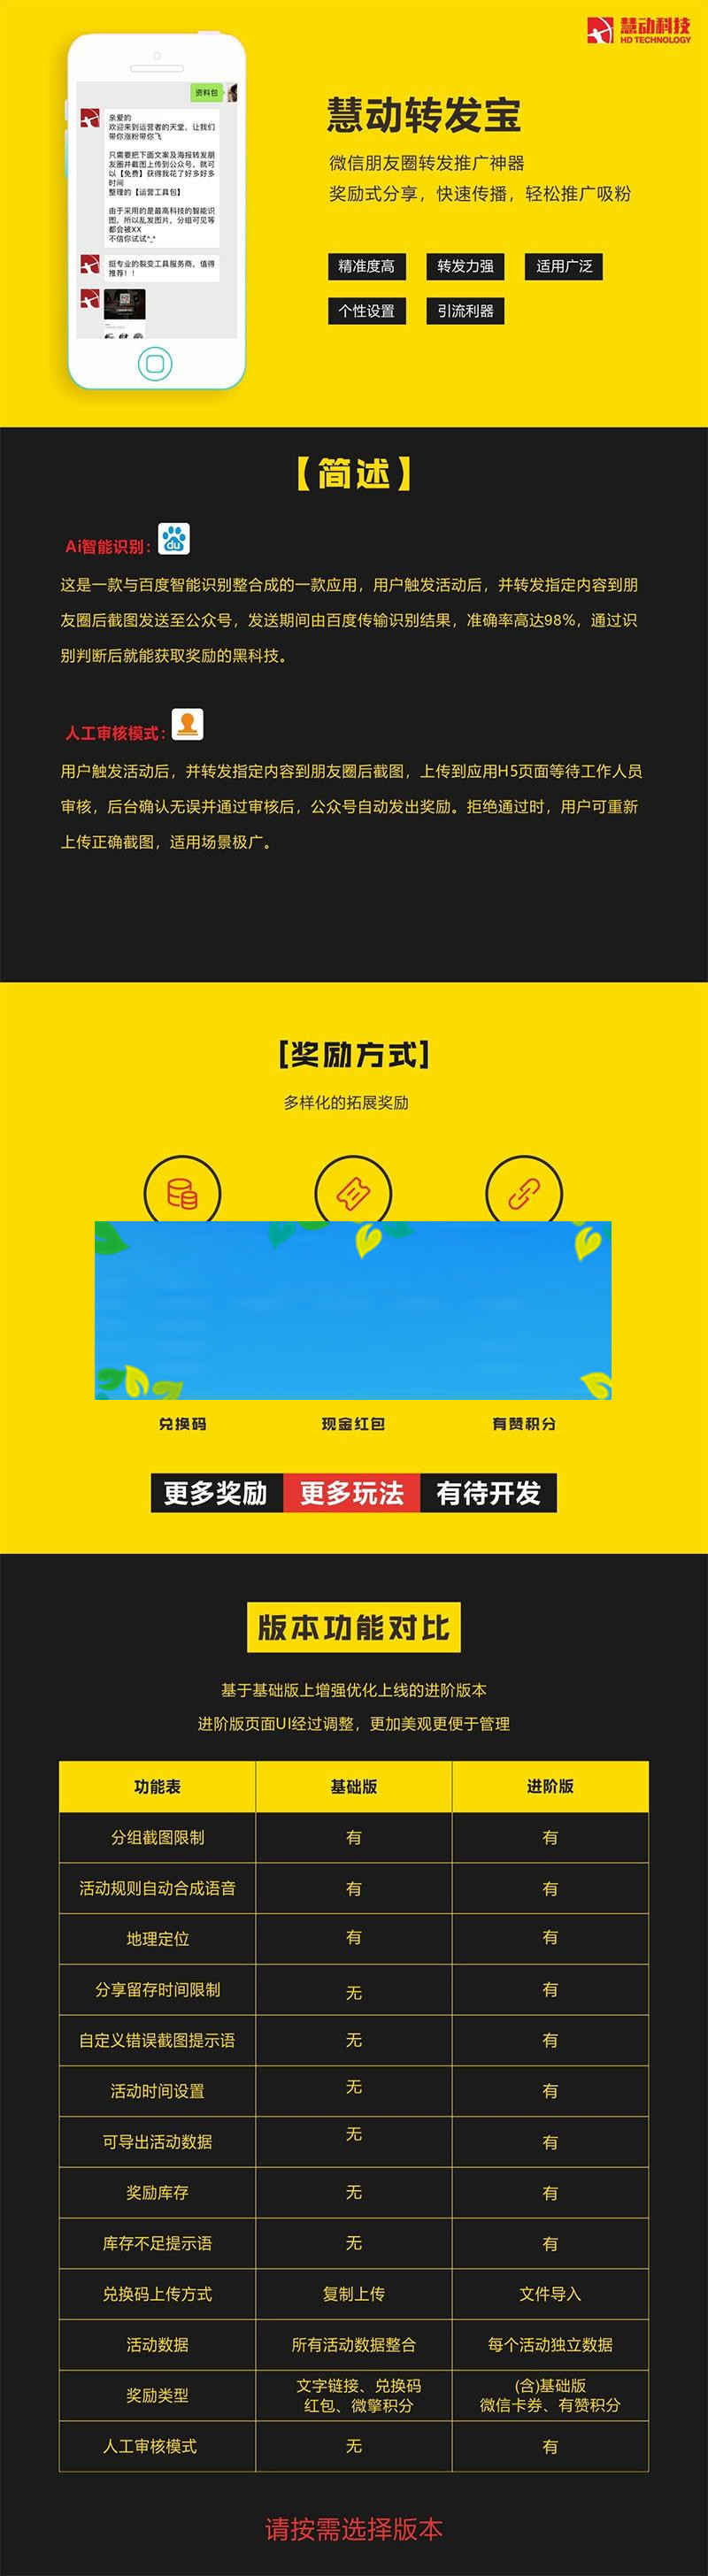 慧动科技
HD TECHNOLOGY
资料包
亲爱的
欢迎来到运营者的天堂，让我们
带你涨粉带你飞
只需要把下面文案及海报转发朋
友圈并截图上传到公众号，就可
以【免费】获得我花了好多好多
时间
整理的【运营工具包】
由于采用的是最高科技的智能识
图，所以乱发图片，分组可见等
都会被XX
不信你试试^_^
挺专业的裂变工具服务商，值得
推荐！！
慧动转发宝
微信朋友圈转发推广神器
奖励式分享，快速传播，轻松推广吸粉
精准度高 转发力强 适用广泛
个性设置 引流利器
【简述】
Ai智能识别：
du
这是一款与百度智能识别整合成的一款应用，用户触发活动后，并转发指定内容到朋
友圈后截图发送至公众号，发送期间由百度传输识别结果，准确率高达98%，通过识
别判断后就能获取奖励的黑科技。
人工审核模式：
用户触发活动后，并转发指定内容到朋友圈后截图，上传到应用H5页面等待工作人员
审核，后台确认无误并通过审核后，公众号自动发出奖励。拒绝通过时，用户可重新
上传正确截图，适用场景极广。
[奖励方式]
多样化的拓展奖励
兑换码 现金红包 有赞积分
更多奖励 更多玩法 有待开发
版本功能对比
基于基础版上增强优化上线的进阶版本
进阶版页面UI经过调整，更加美观更便于管理
功能表 基础版 进阶版
分组截图限制 有 有
活动规则自动合成语音 有 有
地理定位 有 有
分享留存时间限制 无 有
自定义错误截图提示语 无 有
活动时间设置 无 有
可导出活动数据 无 有
奖励库存 无 有
库存不足提示语 无 有
兑换码上传方式 复制上传 文件导入
活动数据 所有活动数据整合 每个活动独立数据
奖励类型 文字链接、兑换码 (含)基础版
红包、微擎积分 微信卡券、有赞积分
人工审核模式 无 有
请按需选择版本